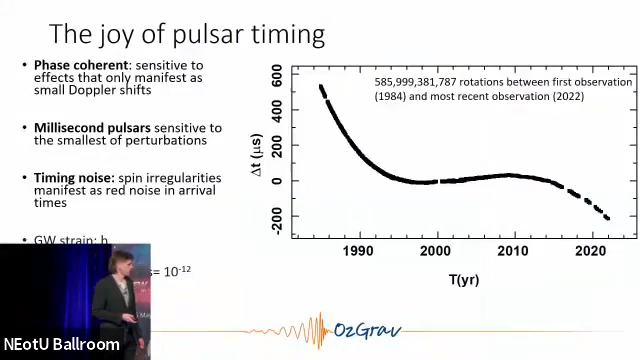 The joy of pulsar timing
• Phase coherent: sensitive to
effects that only manifest as
small Doppler shifts
• Millisecond pulsars sensitive to
the smallest of perturbations
• Timing noise: spin irregularities
manifest as red noise in arrival
times
GW strain: h
s= 10⁻¹²
585,999,381,787 rotations between first observation
(1984) and most recent observation (2022)
Δt (μs)
600
400
200
0
-200
1990
2000
2010
2020
T(yr)
OzGrav
NEotU Ballroom